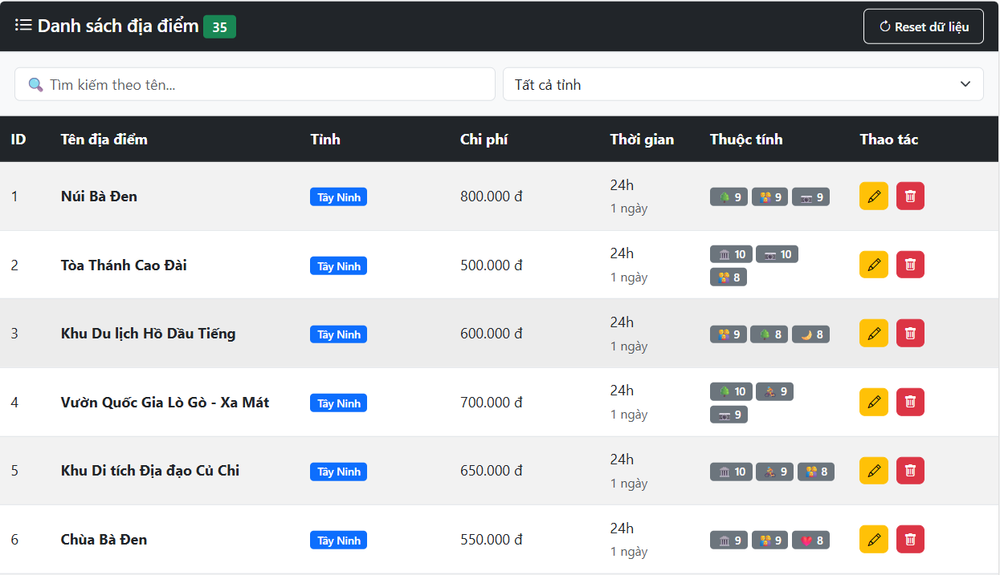 Danh sách địa điểm 35 Reset dữ liệu
Tìm kiếm theo tên... Tất cả tỉnh
ID Tên địa điểm Tỉnh Chi phí Thời gian Thuộc tính Thao tác
1 Núi Bà Đen Tây Ninh 800.000 đ 24h 9 9 9
1 ngày
2 Tòa Thánh Cao Đài Tây Ninh 500.000 đ 24h 10 10
1 ngày 8
3 Khu Du lịch Hồ Dầu Tiếng Tây Ninh 600.000 đ 24h 9 8 8
1 ngày
4 Vườn Quốc Gia Lò Gò - Xa Mát Tây Ninh 700.000 đ 24h 10 9
1 ngày 9
5 Khu Di tích Địa đạo Củ Chi Tây Ninh 650.000 đ 24h 10 9 8
1 ngày
6 Chùa Bà Đen Tây Ninh 550.000 đ 24h 9 9 8
1 ngày